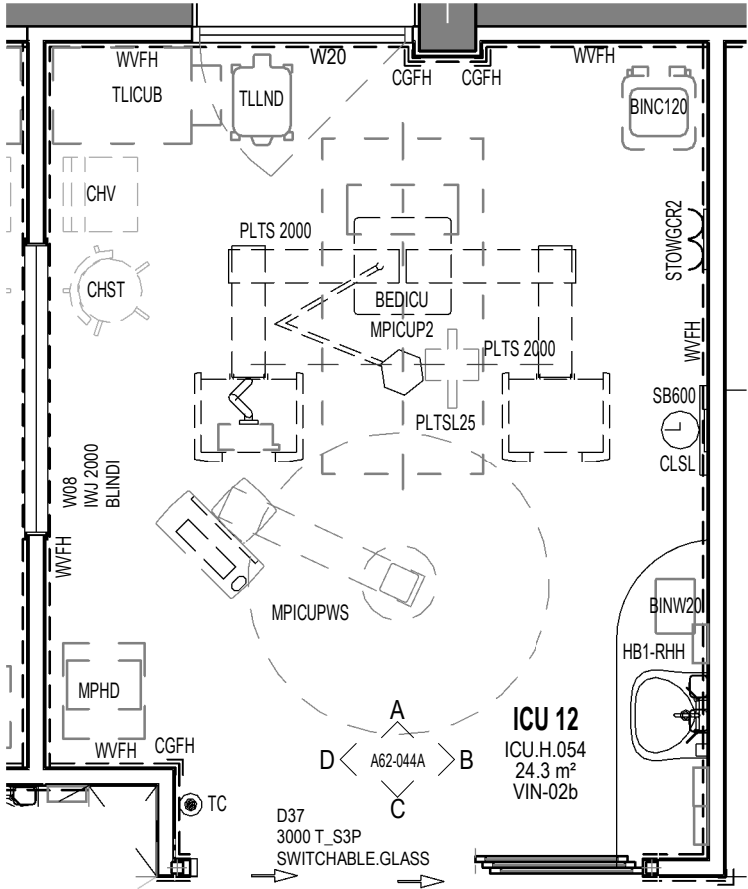 WVFH
W20
WVFH
TLICUB
TLLND
CGFH
CGFH
BINC120
CHV
PLTS 2000
STOWGCR2
CHST
BEDICU
MPICUP2
PLTS 2000
WVFH
SB600
PLTSL25
CLSL
W08
IWJ 2000
BLINDI
WVFH
MPICUPWS
BINW20
HB1-RHH
MPHD
WVFH
CGFH
A
D
A62-044A
B
C
ICU 12
ICU.H.054
24.3 m²
VIN-02b
TC
D37
3000 T_S3P
SWITCHABLE.GLASS